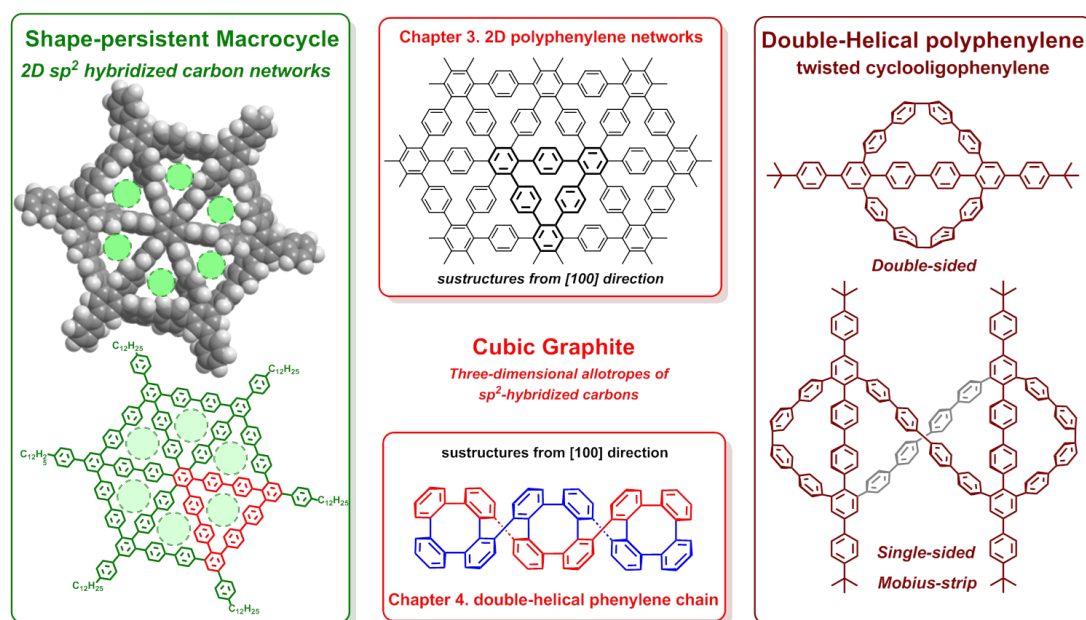 Shape-persistent Macrocycle
2D sp² hybridized carbon networks
C₁₂H₂₅
C₁₂H₂₅
C₁₂H₂₅
C₁₂H₂₅
C₁₂H₂₅
C₁₂H₂₅
Chapter 3. 2D polyphenylene networks
sustructures from [100] direction
Cubic Graphite
Three-dimensional allotropes of
sp²-hybridized carbons
sustructures from [100] direction
Chapter 4. double-helical phenylene chain
Double-Helical polyphenylene
twisted cyclooligophenylene
Double-sided
Single-sided
Mobius-strip